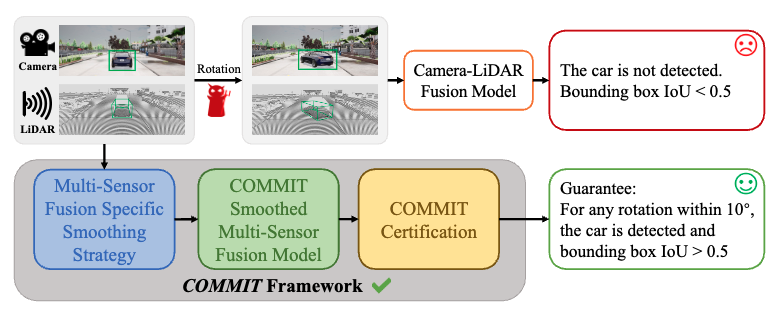 Camera
LiDAR
Rotation
Camera-LiDAR
Fusion Model
The car is not detected.
Bounding box IoU < 0.5
Multi-Sensor
Fusion Specific
Smoothing
Strategy
COMMIT
Smoothed
Multi-Sensor
Fusion Model
COMMIT
Certification
Guarantee:
For any rotation within 10°,
the car is detected and
bounding box IoU > 0.5
COMMIT Framework